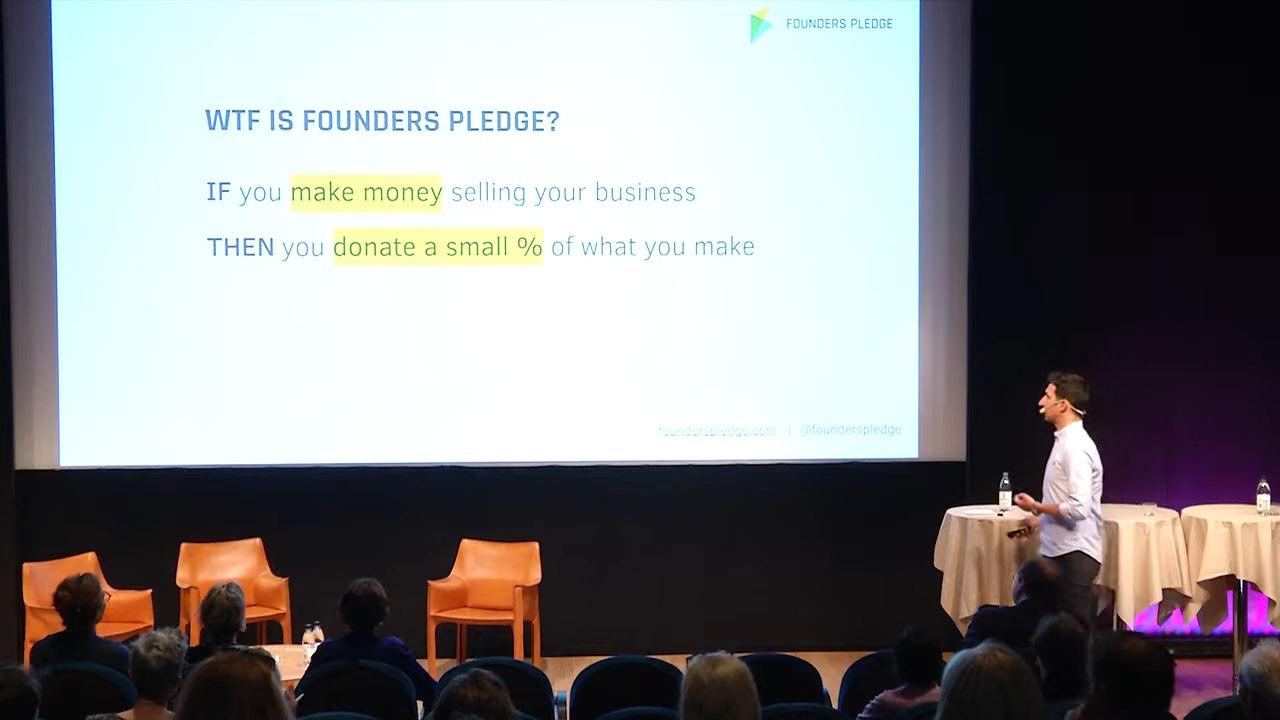 FOUNDERS PLEDGE
WTF IS FOUNDERS PLEDGE?
IF you make money selling your business
THEN you donate a small % of what you make
founderspledge.com | @founderspledge